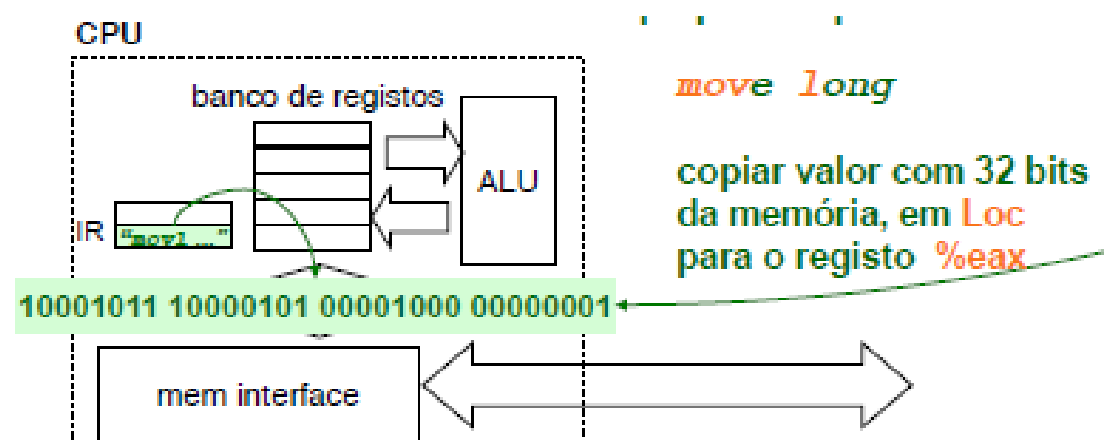 CPU
banco de registos
ALU
IR
"movl ..."
10001011 10000101 00001000 00000001
mem interface
move long
copiar valor com 32 bits
da memória, em Loc
para o registo %eax